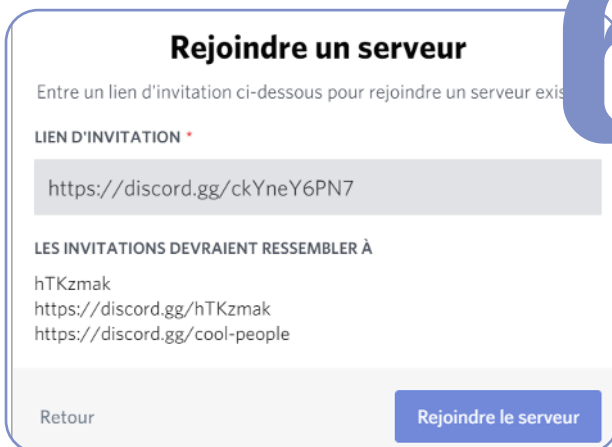 Rejoindre un serveur
Entre un lien d'invitation ci-dessous pour rejoindre un serveur
LIEN D'INVITATION *
https://discord.gg/ckYneY6PN7
LES INVITATIONS DEVRAIENT RESSEMBLER À
hTKzmak
https://discord.gg/hTKzmak
https://discord.gg/cool-people
Retour
Rejoindre le serveur